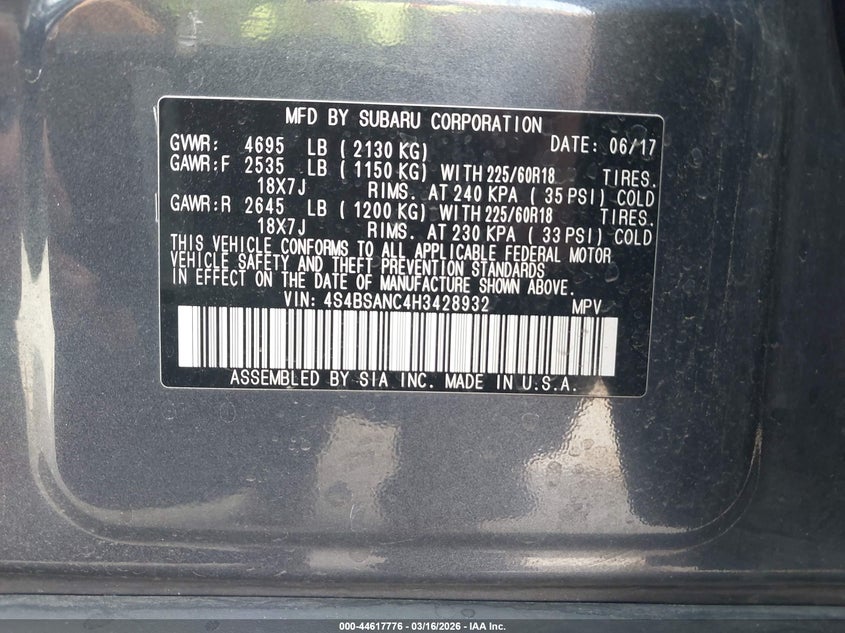 MFD BY SUBARU CORPORATION
GVWR: 4695 LB ( 2130 KG) DATE: 06/17
GAWR:F 2535 LB ( 1150 KG) WITH 225/60R18 TIRES.
18X7J RIMS. AT 240 KPA ( 35 PSI) COLD
GAWR:R 2645 LB ( 1200 KG) WITH 225/60R18 TIRES.
18X7J RIMS. AT 230 KPA ( 33 PSI) COLD
THIS VEHICLE CONFORMS TO ALL APPLICABLE FEDERAL MOTOR
VEHICLE SAFETY AND THEFT PREVENTION STANDARDS
IN EFFECT ON THE DATE OF MANUFACTURE SHOWN ABOVE.
VIN: 4S4BSANC4H3428932 MPV
ASSEMBLED BY SIA INC. MADE IN U.S.A.
000-44617776 - 03/16/2026 - IAA Inc.